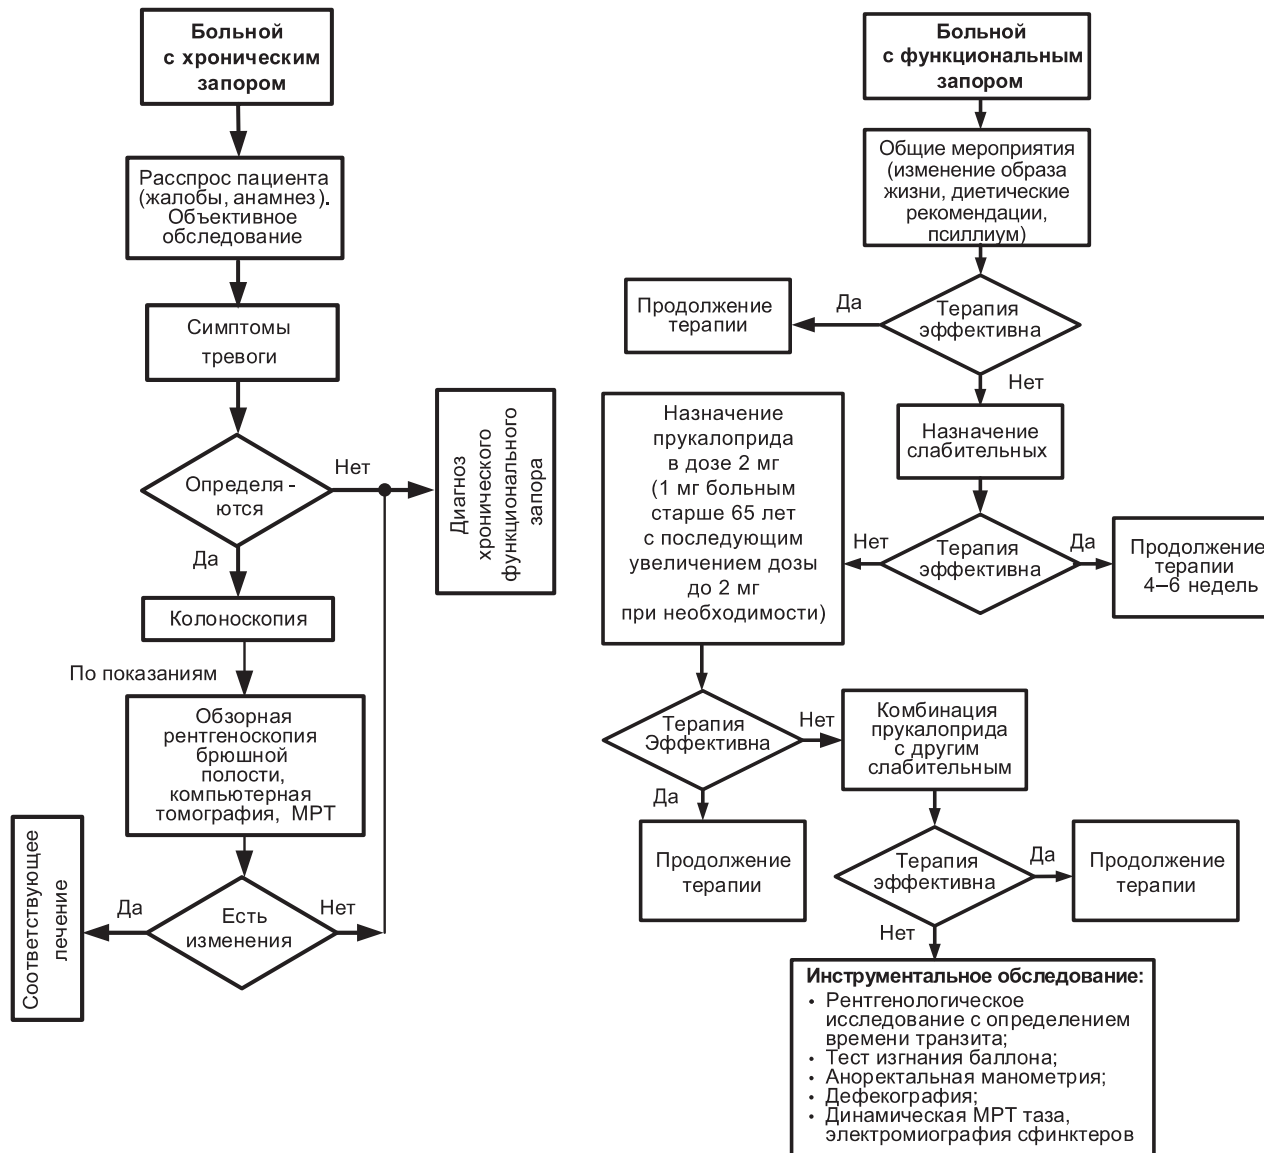 Больной
с хроническим
запором
Расспрос пациента
(жалобы, анамнез).
Объективное
обследование
Симптомы
тревоги
Определя -
ются
Нет
Да
Диагноз
хронического
функционального
запора
Колоноскопия
По показаниям
Обзорная
рентгеноскопия
брюшной
полости,
компьютерная
томография, МРТ
Есть
изменения
Да
Нет
Соответствующее
лечение
Больной
с функциональным
запором
Общие мероприятия
(изменение образа
жизни, диетические
рекомендации,
псиллиум)
Терапия
эффективна
Да
Продолжение
терапии
Нет
Назначение
слабительных
Терапия
эффективна
Да
Продолжение
терапии
4–6 недель
Нет
Назначение
прукалоприда
в дозе 2 мг
(1 мг больным
старше 65 лет
с последующим
увеличением дозы
до 2 мг
при необходимости)
Терапия
Эффективна
Да
Продолжение
терапии
Нет
Комбинация
прукалоприда
с другим
слабительным
Терапия
эффективна
Да
Продолжение
терапии
Нет
Инструментальное обследование:
• Рентгенологическое
исследование с определением
времени транзита;
• Тест изгнания баллона;
• Аноректальная манометрия;
• Дефекография;
• Динамическая МРТ таза,
электромиография сфинктеров